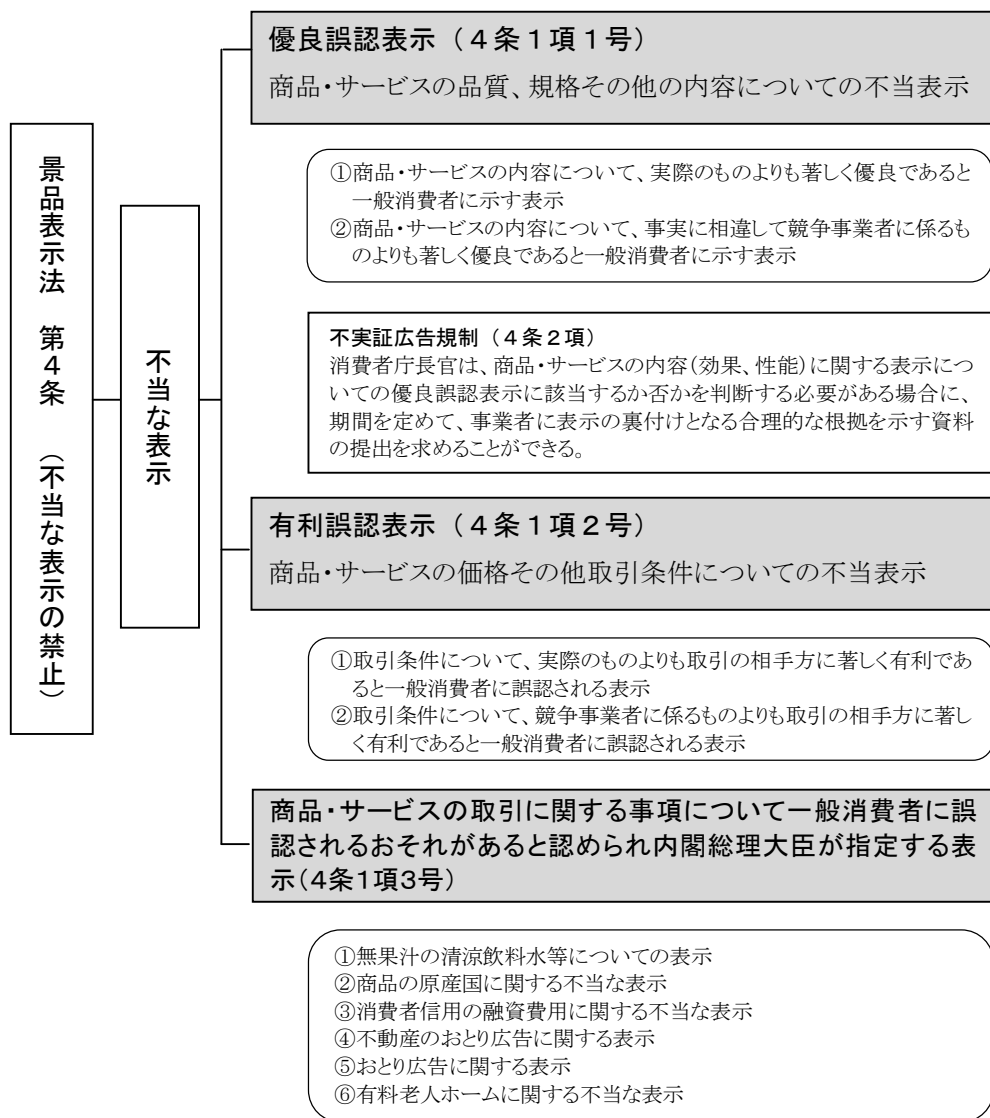 景品表示法　第４条　（不当な表示の禁止）
不当な表示
優良誤認表示（４条１項１号）
商品・サービスの品質、規格その他の内容についての不当表示
①商品・サービスの内容について、実際のものよりも著しく優良であると
一般消費者に示す表示
②商品・サービスの内容について、事実に相違して競争事業者に係るも
のよりも著しく優良であると一般消費者に示す表示
不実証広告規制（４条２項）
消費者庁長官は、商品・サービスの内容(効果、性能)に関する表示につ
いての優良誤認表示に該当するか否かを判断する必要がある場合に、
期間を定めて、事業者に表示の裏付けとなる合理的な根拠を示す資料
の提出を求めることができる。
有利誤認表示（４条１項２号）
商品・サービスの価格その他取引条件についての不当表示
①取引条件について、実際のものよりも取引の相手方に著しく有利であ
ると一般消費者に誤認される表示
②取引条件について、競争事業者に係るものよりも取引の相手方に著し
く有利であると一般消費者に誤認される表示
商品・サービスの取引に関する事項について一般消費者に誤
認されるおそれがあると認められ内閣総理大臣が指定する表
示(４条１項３号)
①無果汁の清涼飲料水等についての表示
②商品の原産国に関する不当な表示
③消費者信用の融資費用に関する不当な表示
④不動産のおとり広告に関する表示
⑤おとり広告に関する表示
⑥有料老人ホームに関する不当な表示